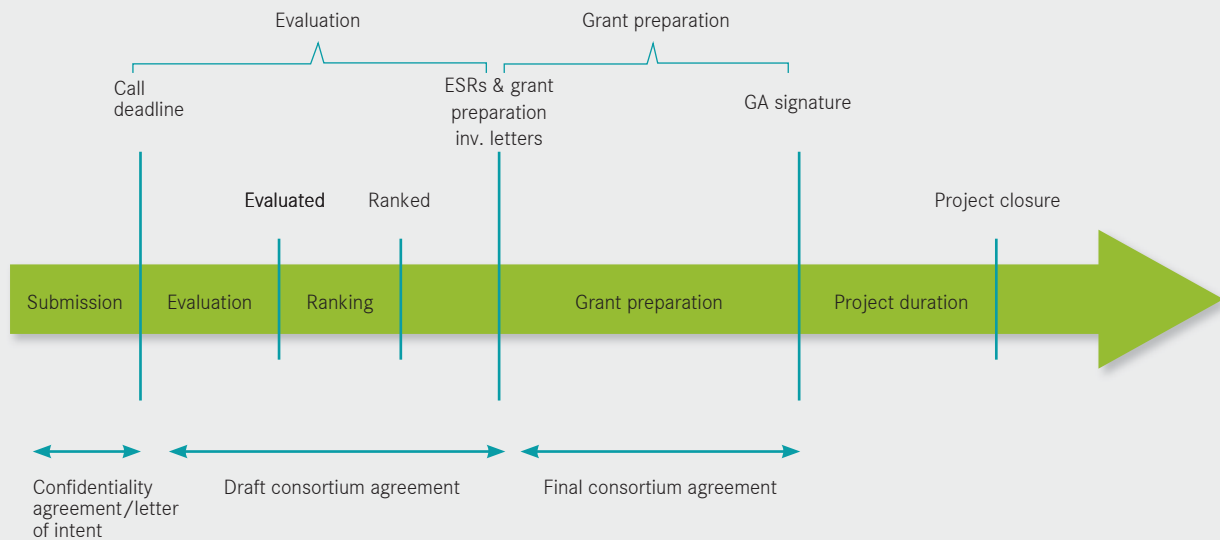 Evaluation
Grant preparation
Call
deadline
ESRs & grant
preparation
inv. letters
GA signature
Evaluated
Ranked
Project closure
Submission
Evaluation
Ranking
Grant preparation
Project duration
Confidentiality
agreement/letter
of intent
Draft consortium agreement
Final consortium agreement